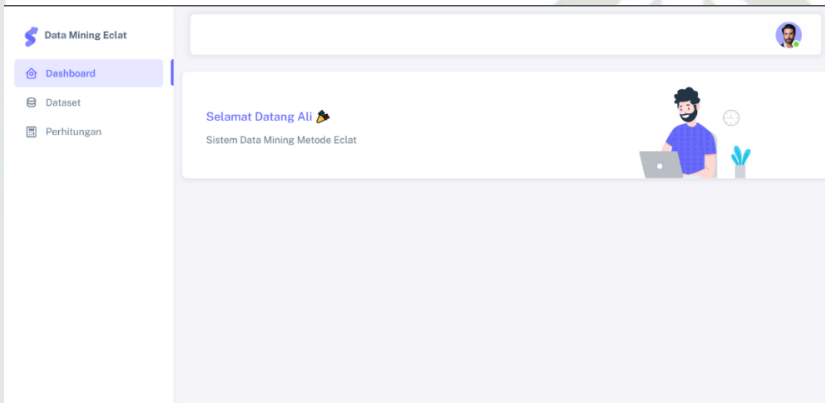 Data Mining Eclat
Dashboard
Dataset
Perhitungan
Selamat Datang Ali 🎉
Sistem Data Mining Metode Eclat